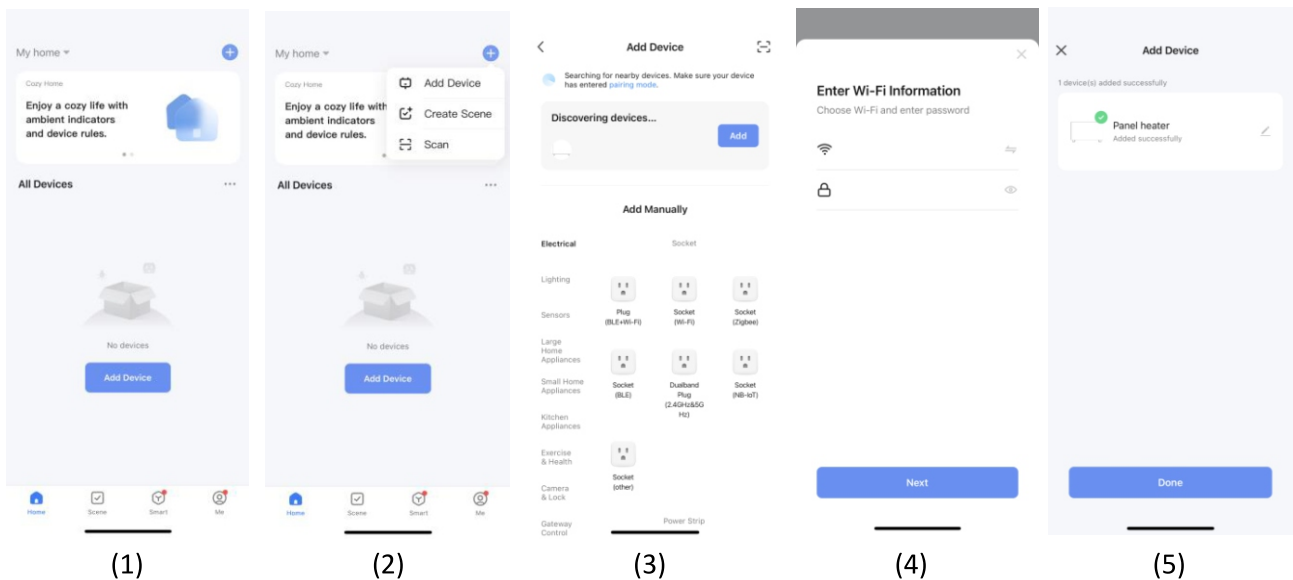 My home
Cozy Home
Enjoy a cozy life with
ambient indicators
and device rules.
All Devices
No devices
Add Device
Home
Scene
Smart
Me
(1)
My home
Add Device
Create Scene
Scan
Cozy Home
Enjoy a cozy life with
ambient indicators
and device rules.
All Devices
No devices
Add Device
Home
Scene
Smart
Me
(2)
Add Device
Searching for nearby devices. Make sure your device
has entered pairing mode.
Discovering devices...
Add
Add Manually
Electrical
Socket
Lighting
Plug
(BLE+Wi-Fi)
Socket
(Wi-Fi)
Socket
(Zigbee)
Sensors
Large
Home
Appliances
Small Home
Appliances
Socket
(BLE)
Dualband
Plug
(2.4GHz&5G
Hz)
Socket
(NB-IoT)
Kitchen
Appliances
Exercise
& Health
Socket
(other)
Camera
& Lock
Gateway
Control
Power Strip
(3)
Enter Wi-Fi Information
Choose Wi-Fi and enter password
Next
(4)
Add Device
1 device(s) added successfully
Panel heater
Added successfully
Done
(5)